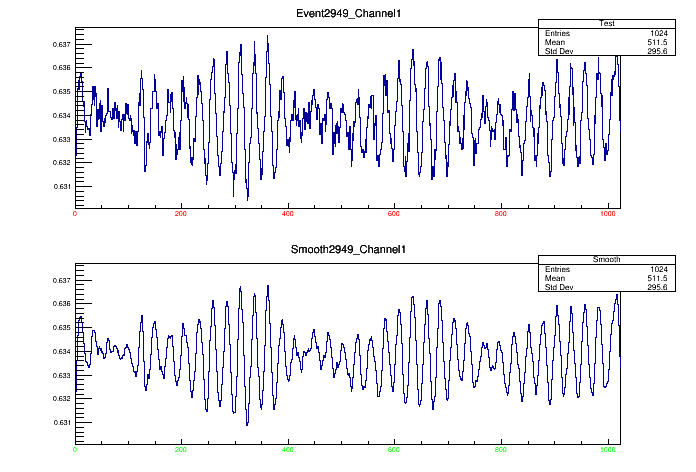 Event2949_Channel1
Test
Entries 1024
Mean 511.5
Std Dev 295.6
0.637
0.636
0.635
0.634
0.633
0.632
0.631
0 200 400 600 800 1000
Smooth2949_Channel1
Smooth
Entries 1024
Mean 511.5
Std Dev 295.6
0.637
0.636
0.635
0.634
0.633
0.632
0.631
0 200 400 600 800 1000